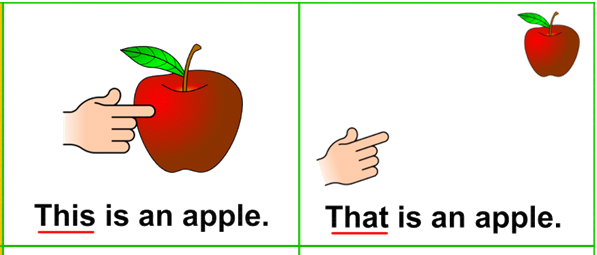 This is an apple.
That is an apple.